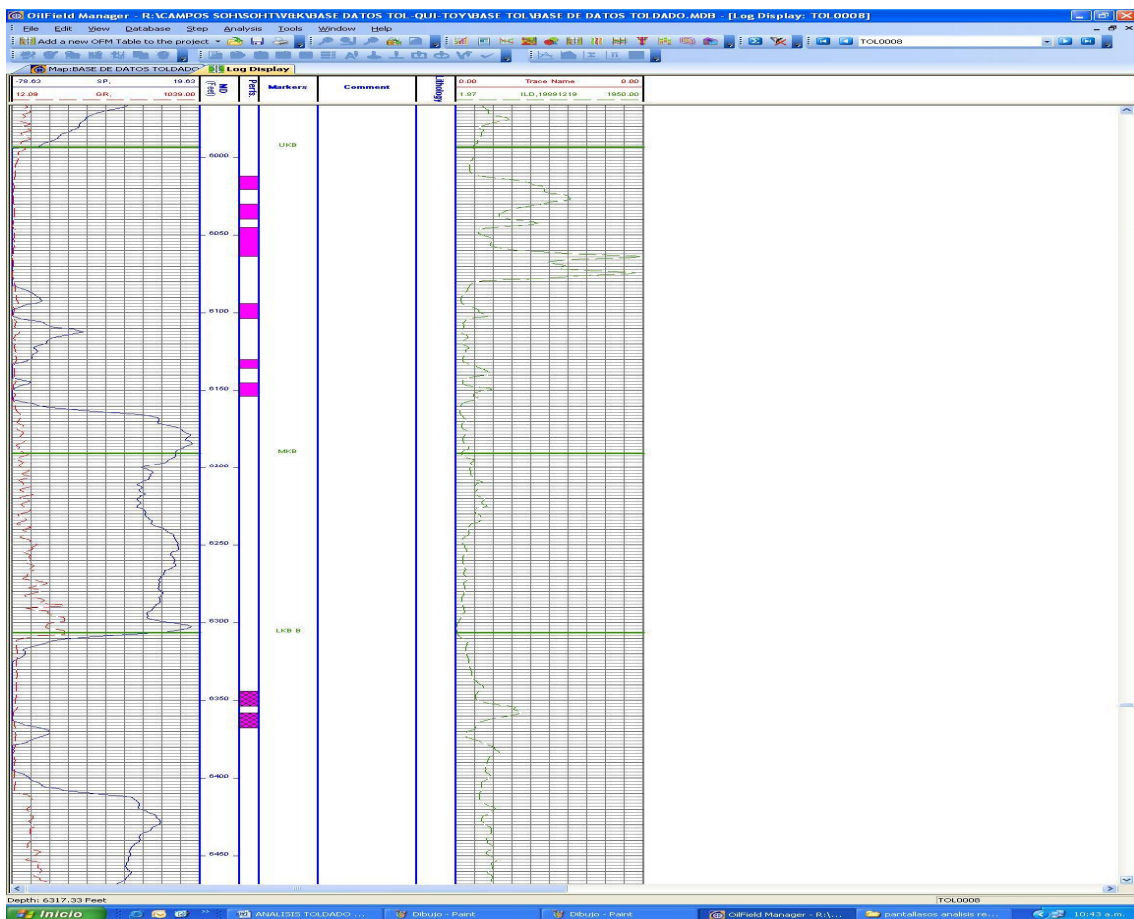 OilField Manager - R:\CAMPOS SOH\SOHT\V&K\BASE DATOS TOL-QUI-TOY\BASE TOL\BASE DE DATOS TOLDADO.MDB - [Log Display: TOL0008]
File Edit View Database Step Analysis Tools Window Help
Add a new OFM Table to the project
TOL0008
Map:BASE DE DATOS TOLDADO Log Display
-78.63 SP, 19.63
12.09 GR, 1039.00
MD (Feet)
Perfs.
Markers
Comment
Lithology
0.00 Trace Name 0.00
1.97 ILD,19991219 1950.00
UKB
6000
6050
6100
6150
MKB
6200
6250
6300
LKB B
6350
6400
6450
Depth: 6317.33 Feet
TOL0008
Inicio
ANALISIS TOLDADO ...
Dibujo - Paint
Dibujo - Paint
OilField Manager - R:\...
pantallasos analisis re...
10:43 a.m.